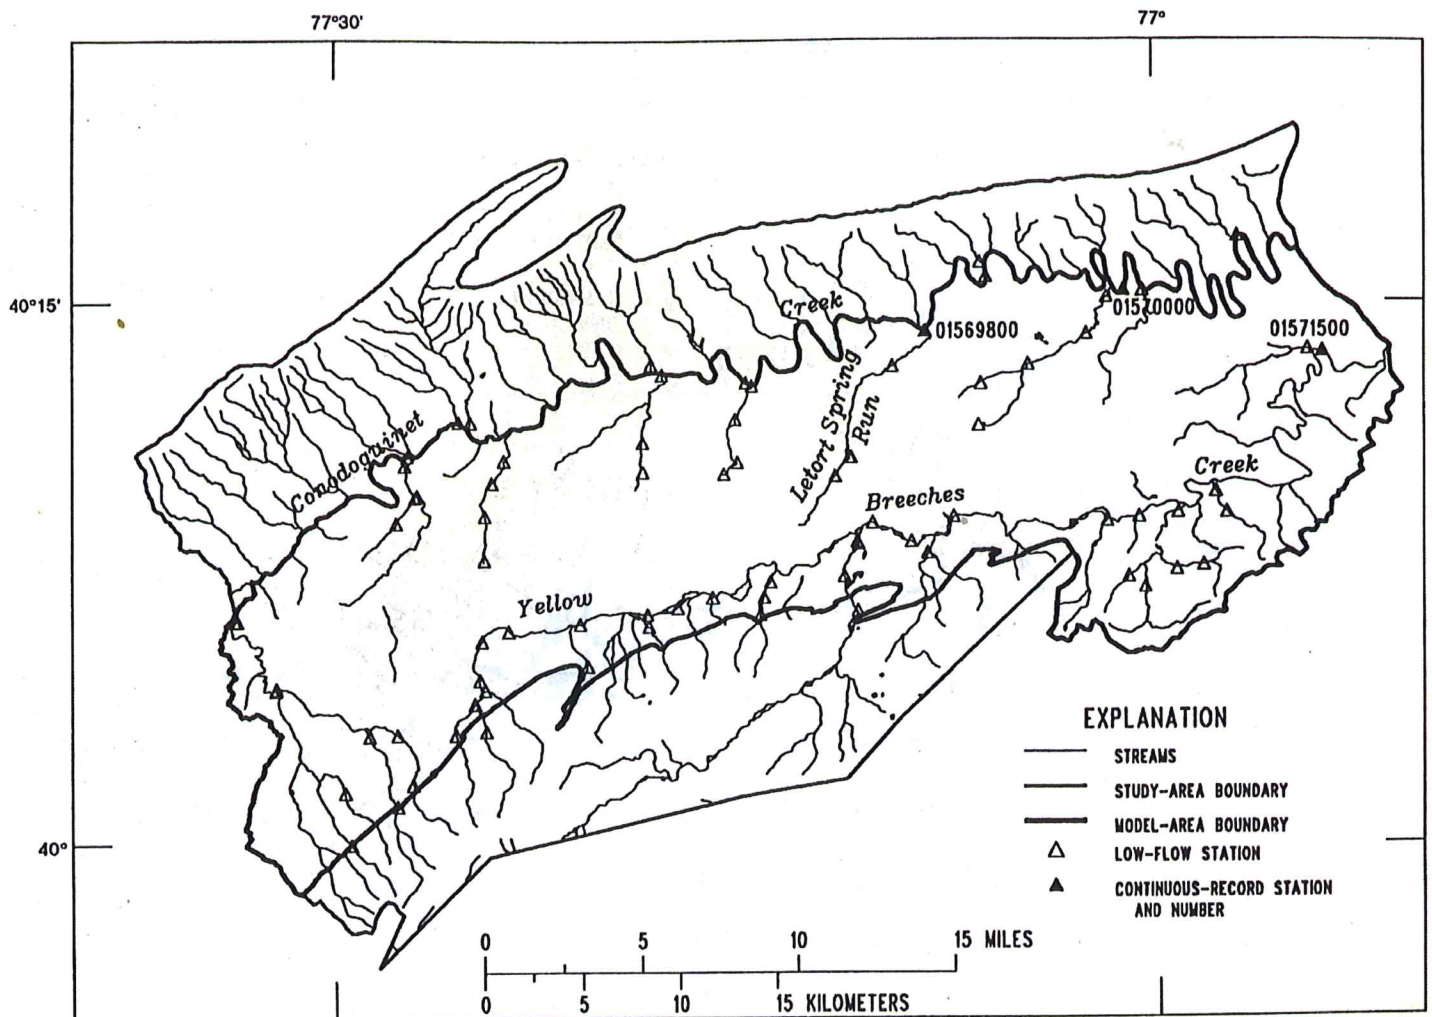 77°30'
77°
40°15'
Creek
01569800
01570000
01571500
Letort Spring
Run
Conodoguinet
Creek
Breeches
Yellow
EXPLANATION
STREAMS
STUDY-AREA BOUNDARY
MODEL-AREA BOUNDARY
LOW-FLOW STATION
CONTINUOUS-RECORD STATION
AND NUMBER
40°
0 5 10 15 MILES
0 5 10 15 KILOMETERS